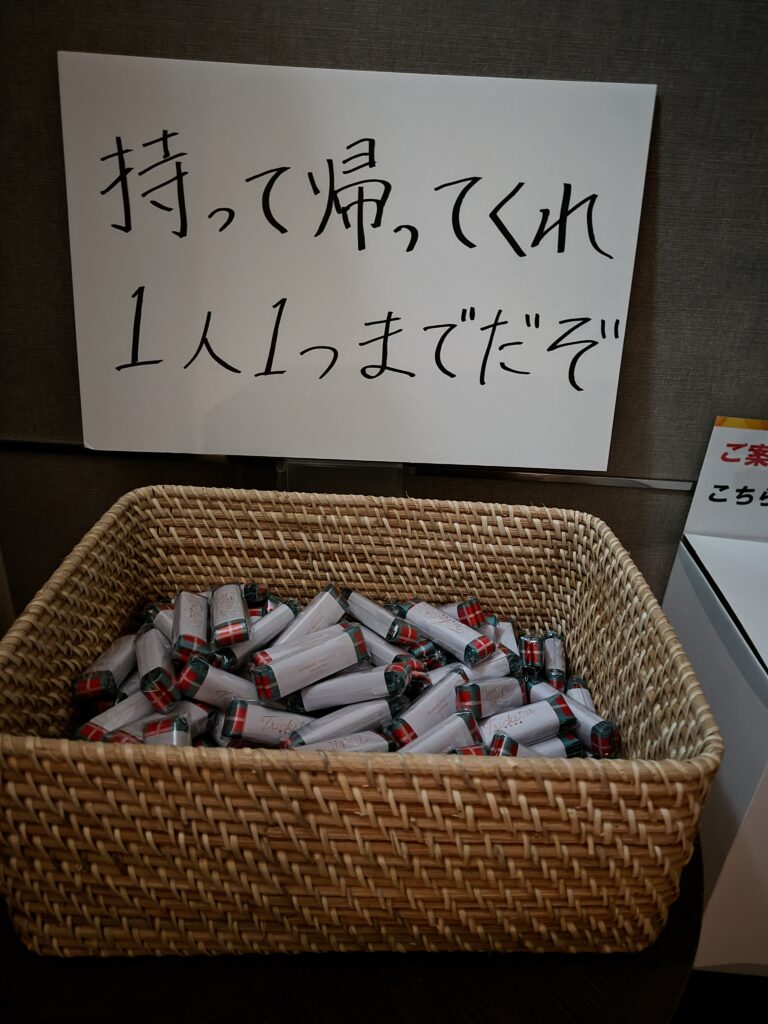 持って帰ってくれ
1人1つまでだぞ
ご案
こちら